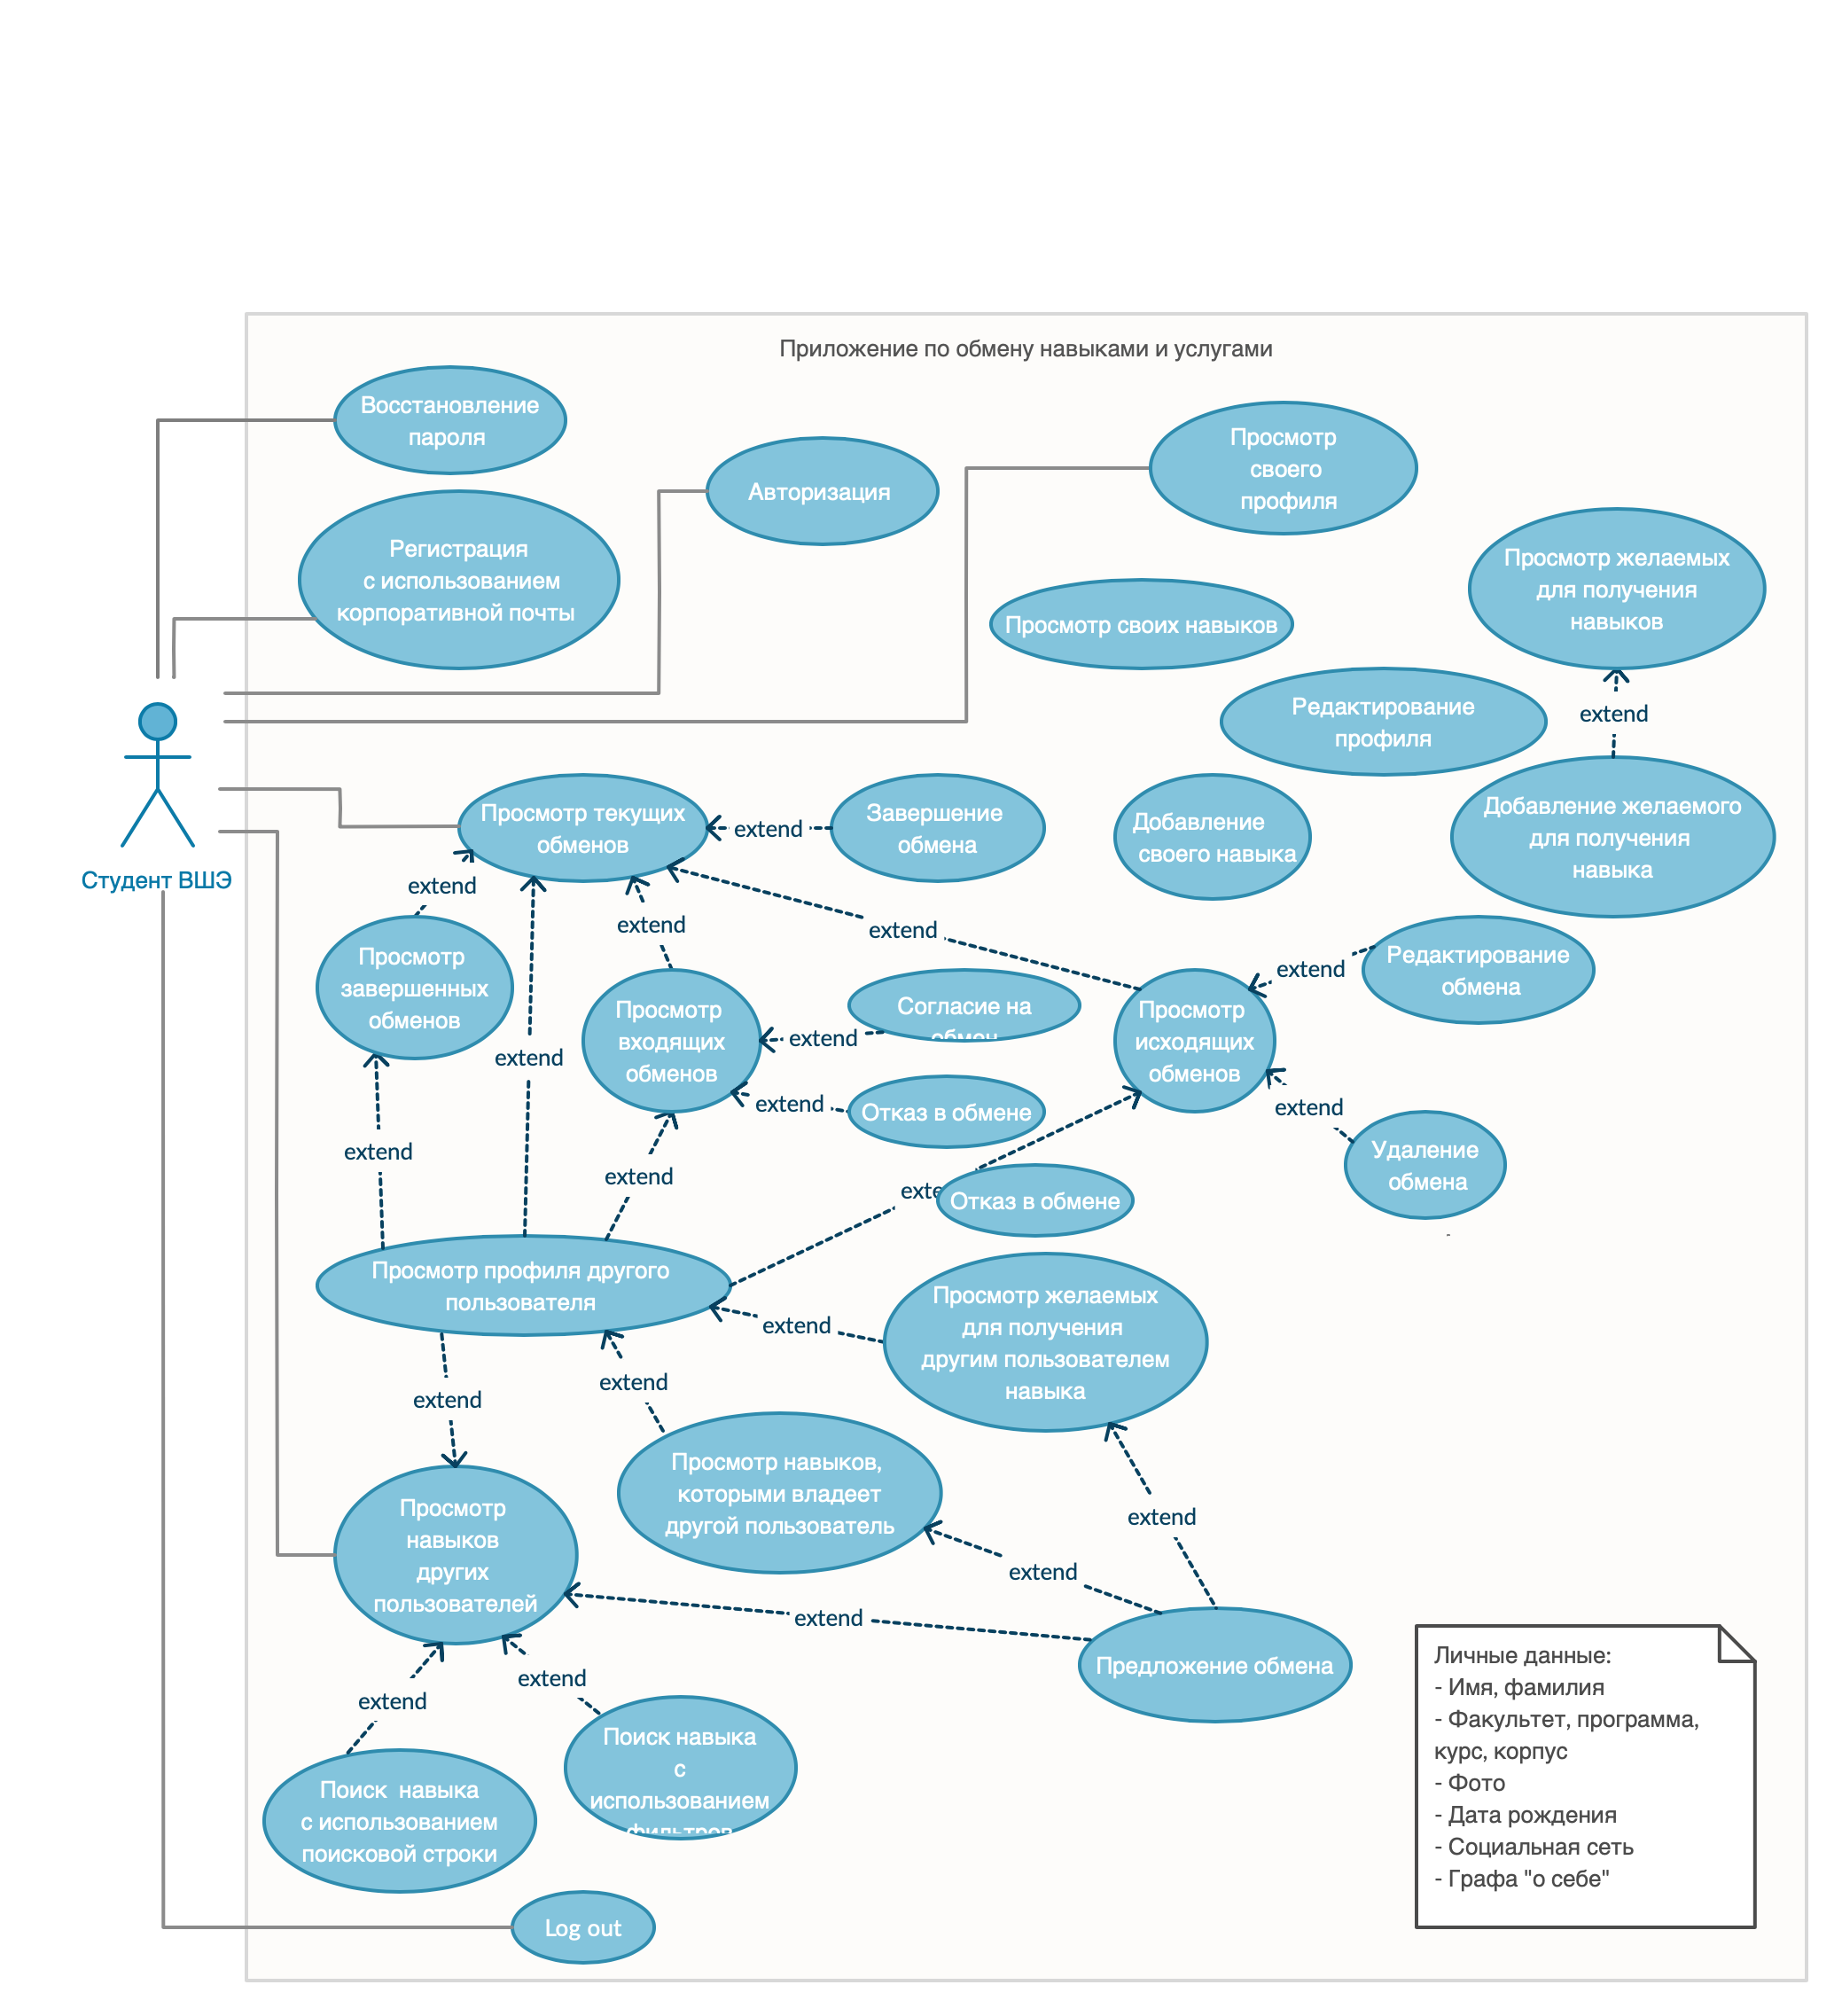 Приложение по обмену навыками и услугами
Восстановление
пароля
Авторизация
Просмотр
своего
профиля
Регистрация
с использованием
корпоративной почты
Просмотр желаемых
для получения
навыков
Просмотр своих навыков
Редактирование
профиля
extend
Студент ВШЭ
Просмотр текущих
обменов
extend
Завершение
обмена
Добавление
своего навыка
Добавление желаемого
для получения
навыка
extend
extend
extend
Просмотр
завершенных
обменов
Просмотр
входящих
обменов
Согласие на
extend
Просмотр
исходящих
обменов
extend
Редактирование
обмена
extend
extend
Отказ в обмене
extend
Удаление
обмена
extend
extend
Отказ в обмене
Просмотр профиля другого
пользователя
extend
Просмотр желаемых
для получения
другим пользователем
навыка
extend
extend
Просмотр навыков,
которыми владеет
другой пользователь
extend
Просмотр
навыков
других
пользователей
extend
extend
Предложение обмена
extend
extend
Поиск навыка
с
использованием
фильтров
Поиск  навыка
с использованием
поисковой строки
Log out
Личные данные:
- Имя, фамилия
- Факультет, программа,
курс, корпус
- Фото
- Дата рождения
- Социальная сеть
- Графа "о себе"